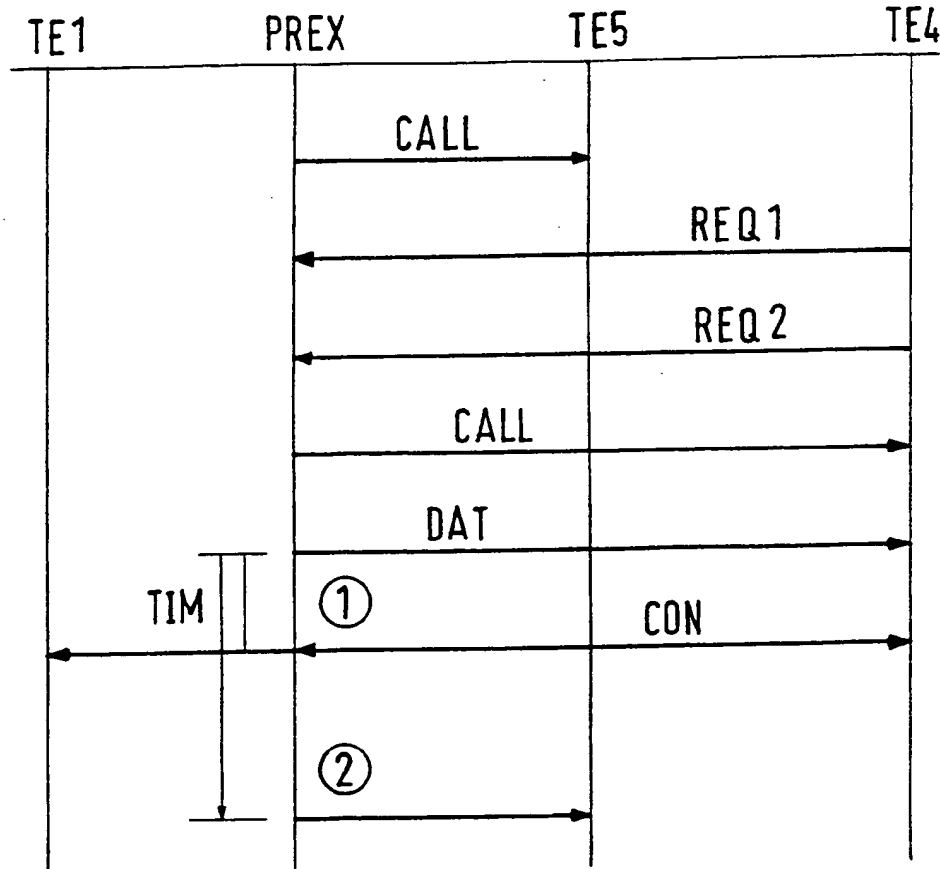 TE1 PREX TE5 TE4
CALL
REQ1
REQ2
CALL
DAT
TIM
1
CON
2